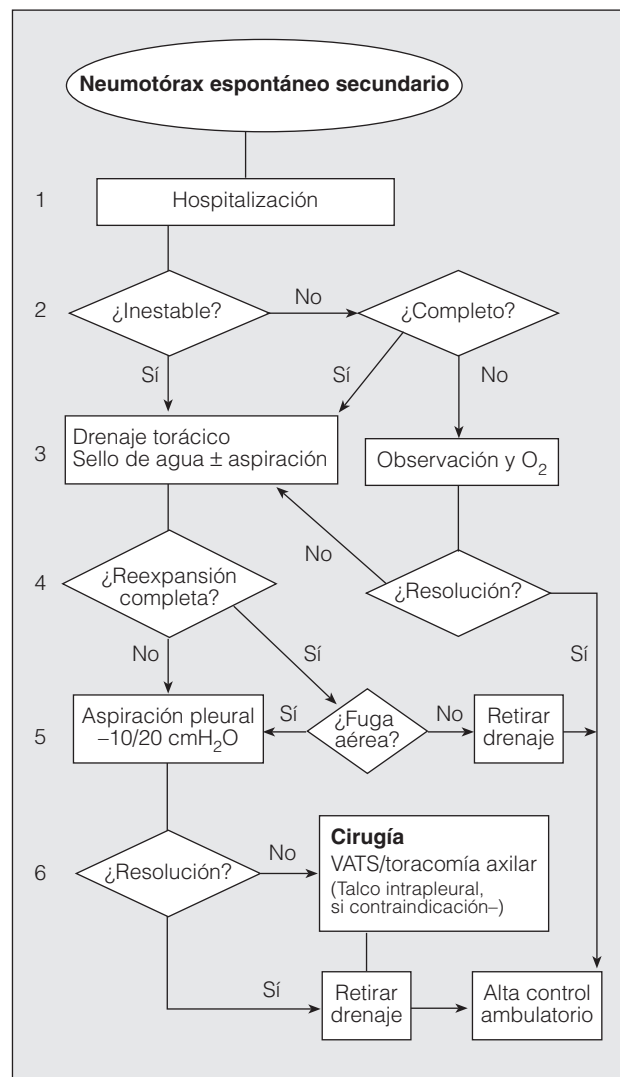 Neumotórax espontáneo secundario
1
Hospitalización
2
¿Inestable?
No
¿Completo?
Sí
Sí
No
3
Drenaje torácico
Sello de agua ± aspiración
Observación y O₂
4
¿Reexpansión
completa?
No
¿Resolución?
No
Sí
Sí
5
Aspiración pleural
–10/20 cmH₂O
Sí
¿Fuga
aérea?
No
Retirar
drenaje
6
¿Resolución?
No
Cirugía
VATS/toracomía axilar
(Talco intrapleural,
si contraindicación–)
Sí
Retirar
drenaje
Alta control
ambulatorio